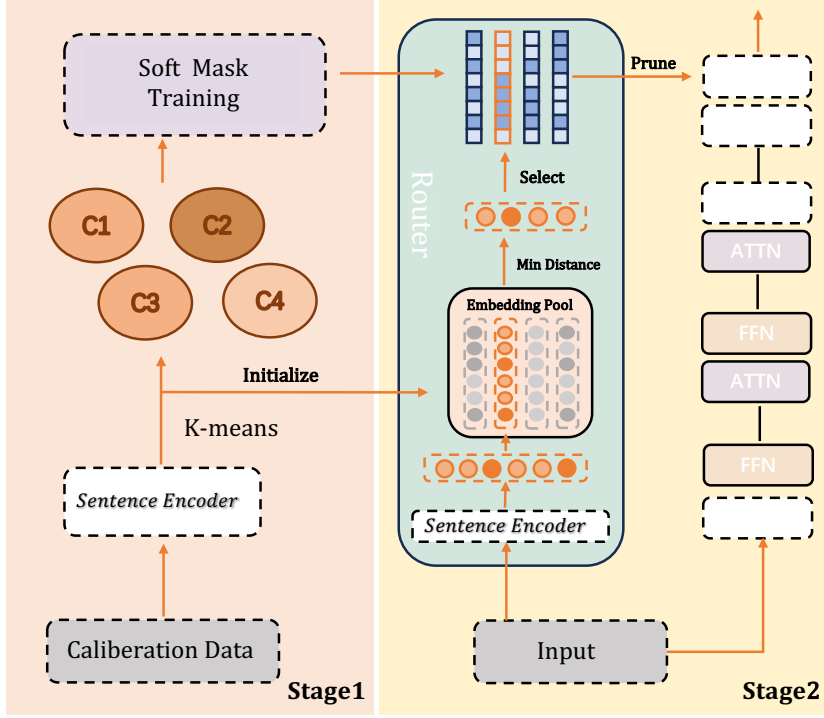 Soft Mask
Training
C1
C2
C3
C4
Initialize
K-means
Sentence Encoder
Caliberation Data
Stage1
Router
Prune
Select
Min Distance
Embedding Pool
Sentence Encoder
Input
ATTN
FFN
ATTN
FFN
Stage2